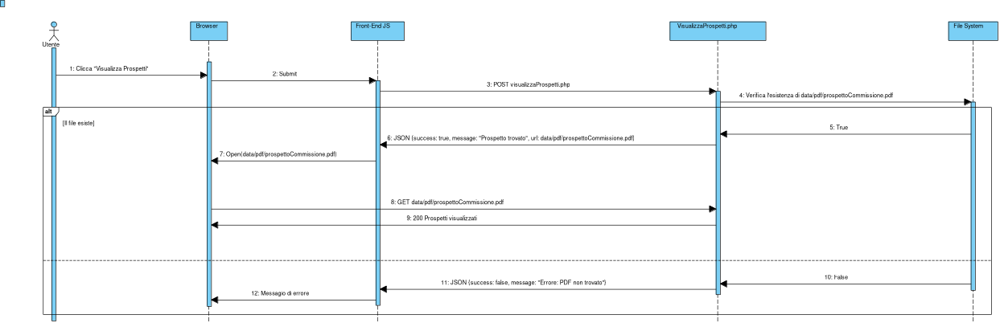 Utente
Browser
Front-End JS
VisualizzaProspetti.php
File System
1: Clicca "Visualizza Prospetti"
2: Submit
3: POST visualizzaProspetti.php
4: Verifica l'esistenza di data/pdf/prospettoCommissione.pdf
alt
[Il file esiste]
5: True
6: JSON {success: true, message: "Prospetto trovato", url: data/pdf/prospettoCommissione.pdf}
7: Open(data/pdf/prospettoCommissione.pdf)
8: GET data/pdf/prospettoCommissione.pdf
9: 200 Prospetti visualizzati
10: False
11: JSON {success: false, message: "Errore: PDF non trovato"}
12: Messagio di errore